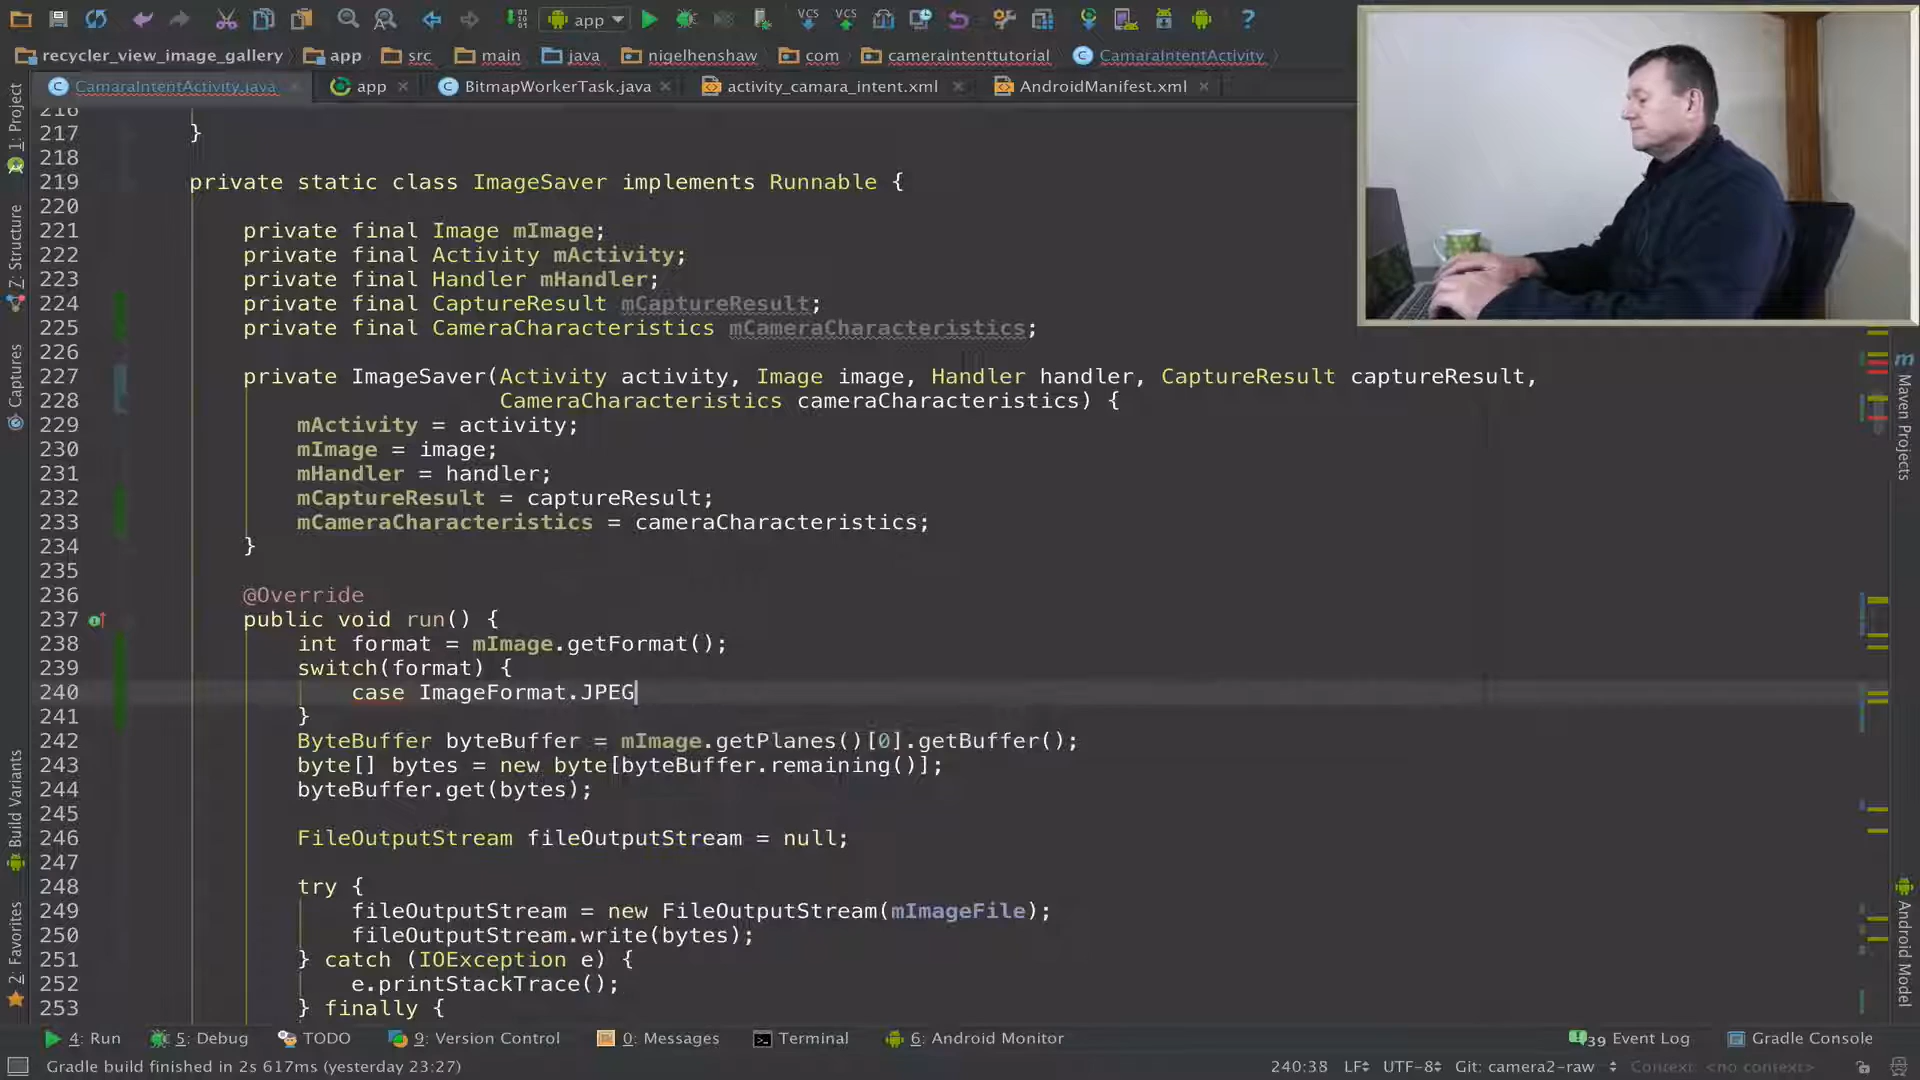 app
VCS
VCS
recycler_view_image_gallery app src main java nigelhenshaw com cameraintenttutorial CamaraIntentActivity
CamaraIntentActivity.java app BitmapWorkerTask.java activity_camara_intent.xml AndroidManifest.xml
1: Project
7: Structure
Captures
Build Variants
2: Favorites
216
217 }
218
219 private static class ImageSaver implements Runnable {
220
221 private final Image mImage;
222 private final Activity mActivity;
223 private final Handler mHandler;
224 private final CaptureResult mCaptureResult;
225 private final CameraCharacteristics mCameraCharacteristics;
226
227 private ImageSaver(Activity activity, Image image, Handler handler, CaptureResult captureResult,
228 CameraCharacteristics cameraCharacteristics) {
229 mActivity = activity;
230 mImage = image;
231 mHandler = handler;
232 mCaptureResult = captureResult;
233 mCameraCharacteristics = cameraCharacteristics;
234 }
235
236 @Override
237 public void run() {
238 int format = mImage.getFormat();
239 switch(format) {
240 case ImageFormat.JPEG
241 }
242 ByteBuffer byteBuffer = mImage.getPlanes()[0].getBuffer();
243 byte[] bytes = new byte[byteBuffer.remaining()];
244 byteBuffer.get(bytes);
245
246 FileOutputStream fileOutputStream = null;
247
248 try {
249 fileOutputStream = new FileOutputStream(mImageFile);
250 fileOutputStream.write(bytes);
251 } catch (IOException e) {
252 e.printStackTrace();
253 } finally {
Maven Projects
Android Model
4: Run 5: Debug TODO 9: Version Control 0: Messages Terminal 6: Android Monitor 39 Event Log Gradle Console
Gradle build finished in 2s 617ms (yesterday 23:27) 240:38 LF UTF-8 Git: camera2-raw Context: <no context>